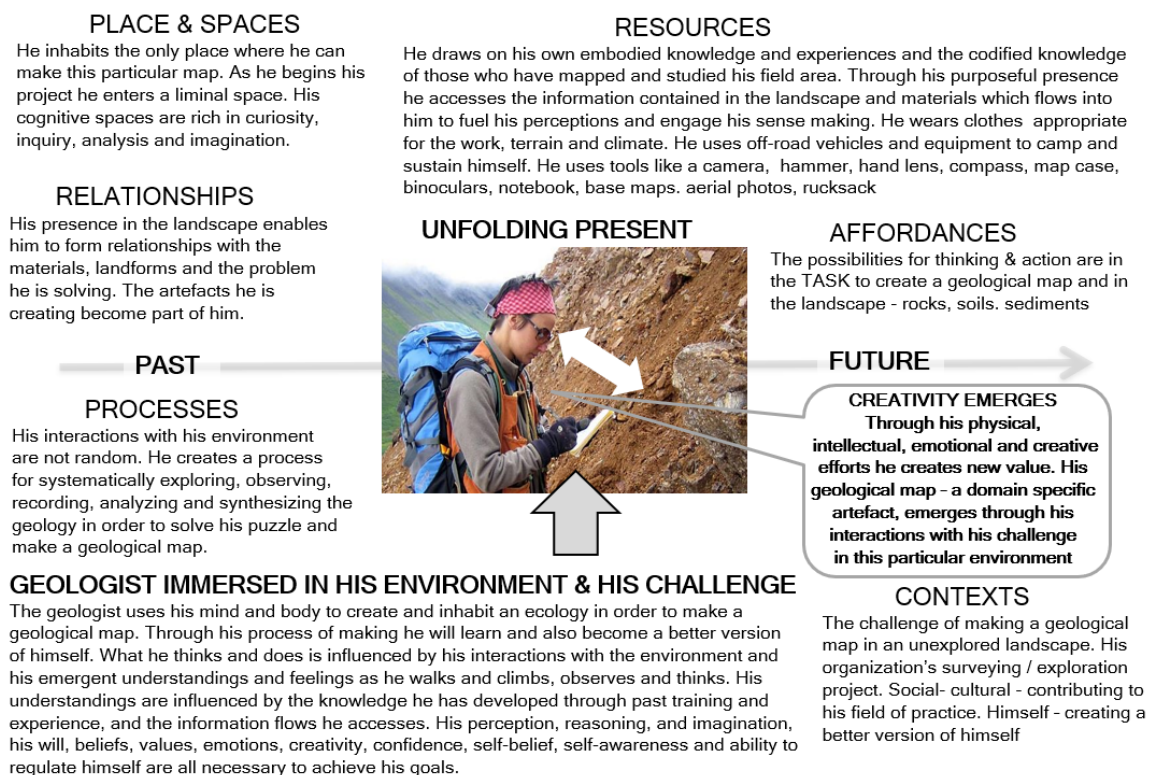 PLACE & SPACES
He inhabits the only place where he can
make this particular map. As he begins his
project he enters a liminal space. His
cognitive spaces are rich in curiosity,
inquiry, analysis and imagination.
RESOURCES
He draws on his own embodied knowledge and experiences and the codified knowledge
of those who have mapped and studied his field area. Through his purposeful presence
he accesses the information contained in the landscape and materials which flows into
him to fuel his perceptions and engage his sense making. He wears clothes appropriate
for the work, terrain and climate. He uses off-road vehicles and equipment to camp and
sustain himself. He uses tools like a camera, hammer, hand lens, compass, map case,
binoculars, notebook, base maps. aerial photos, rucksack
RELATIONSHIPS
His presence in the landscape enables
him to form relationships with the
materials, landforms and the problem
he is solving. The artefacts he is
creating become part of him.
UNFOLDING PRESENT
AFFORDANCES
The possibilities for thinking & action are in
the TASK to create a geological map and in
the landscape - rocks, soils. sediments
PAST
FUTURE
PROCESSES
His interactions with his environment
are not random. He creates a process
for systematically exploring, observing,
recording, analyzing and synthesizing the
geology in order to solve his puzzle and
make a geological map.
CREATIVITY EMERGES
Through his physical,
intellectual, emotional and creative
efforts he creates new value. His
geological map - a domain specific
artefact, emerges through his
interactions with his challenge
in this particular environment
GEOLOGIST IMMERSED IN HIS ENVIRONMENT & HIS CHALLENGE
The geologist uses his mind and body to create and inhabit an ecology in order to make a
geological map. Through his process of making he will learn and also become a better version
of himself. What he thinks and does is influenced by his interactions with the environment and
his emergent understandings and feelings as he walks and climbs, observes and thinks. His
understandings are influenced by the knowledge he has developed through past training and
experience, and the information flows he accesses. His perception, reasoning, and imagination,
his will, beliefs, values, emotions, creativity, confidence, self-belief, self-awareness and ability to
regulate himself are all necessary to achieve his goals.
CONTEXTS
The challenge of making a geological
map in an unexplored landscape. His
organization's surveying / exploration
project. Social- cultural - contributing to
his field of practice. Himself - creating a
better version of himself